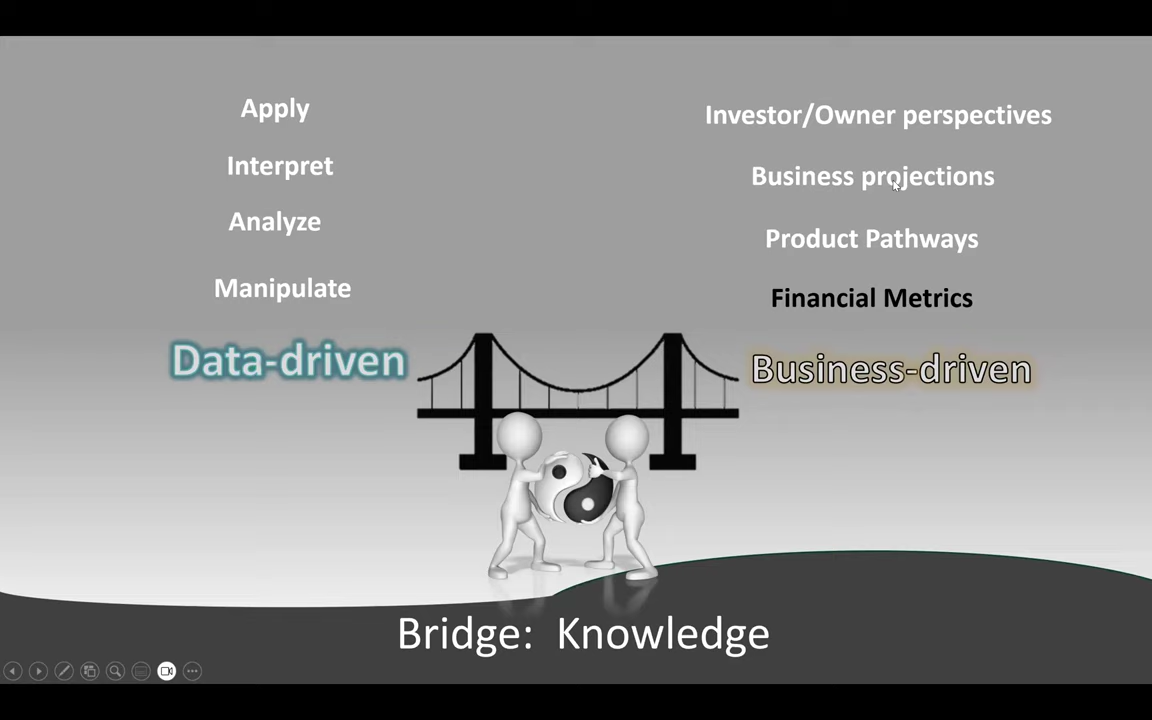 Apply
Interpret
Analyze
Manipulate
Data-driven
Investor/Owner perspectives
Business projections
Product Pathways
Financial Metrics
Business-driven
Bridge:  Knowledge